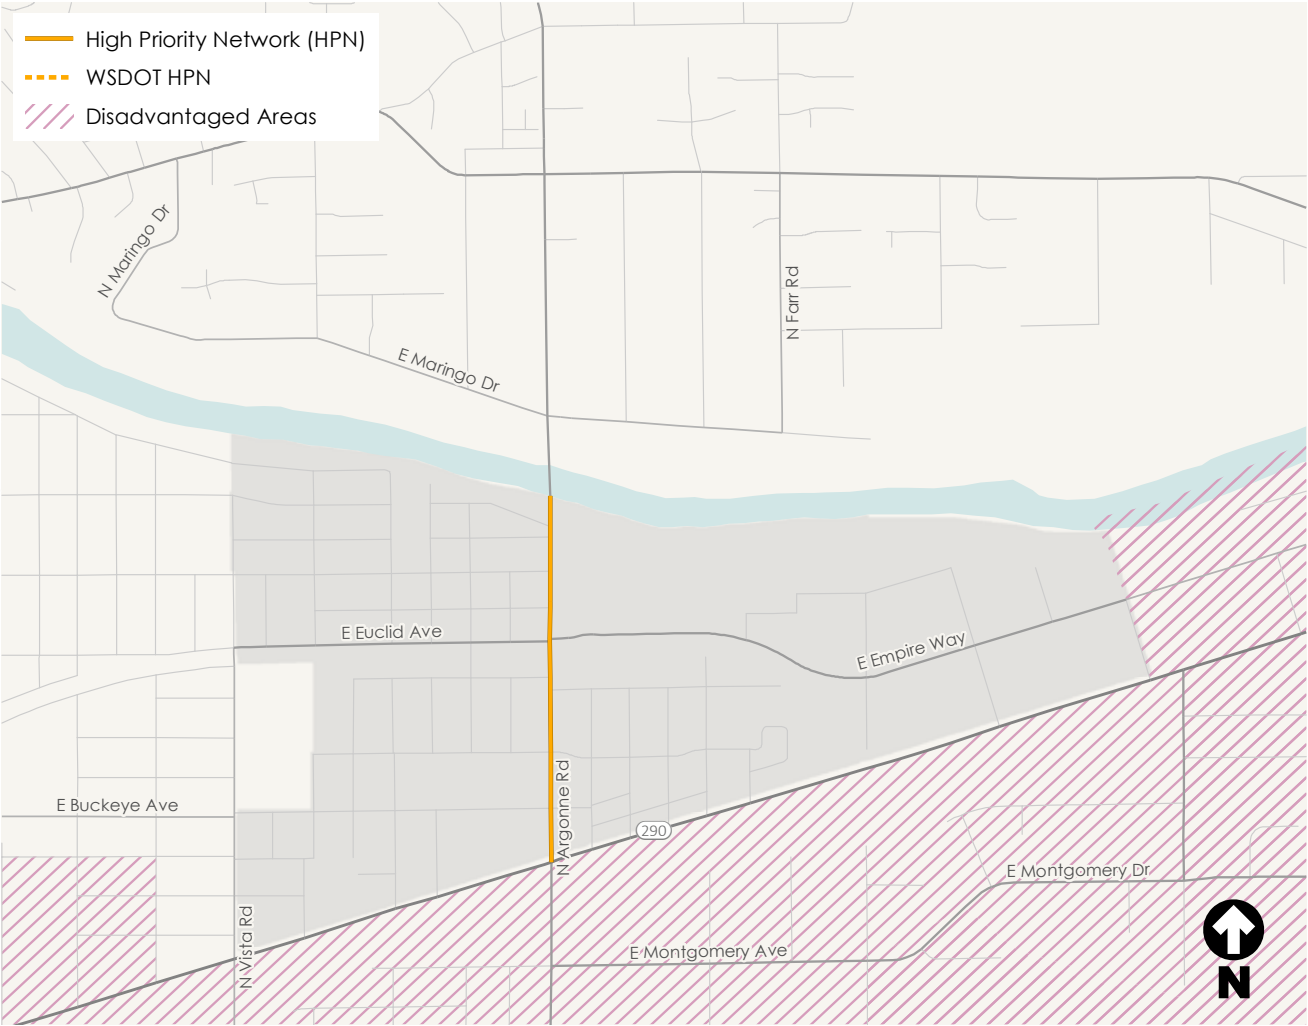 High Priority Network (HPN)
WSDOT HPN
Disadvantaged Areas
N Maringo Dr
N Farr Rd
E Maringo Dr
E Euclid Ave
E Empire Way
N Argonne Rd
E Buckeye Ave
290
E Montgomery Dr
N Vista Rd
E Montgomery Ave
N